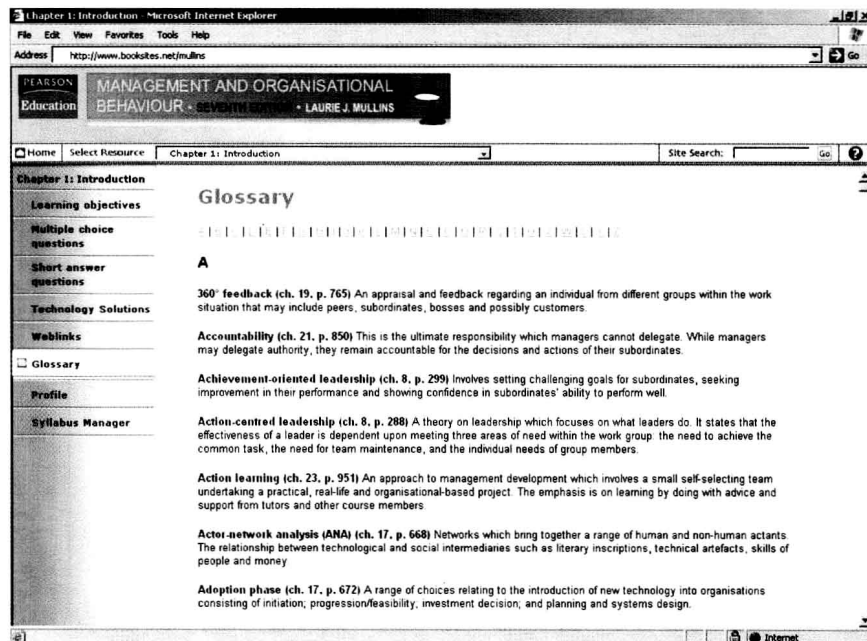 Chapter 1: Introduction - Microsoft Internet Explorer
File Edit View Favorites Tools Help
Address http://www.booksites.net/mullins Go
PEARSON
Education
MANAGEMENT AND ORGANISATIONAL
BEHAVIOUR • SEVENTH EDITION • LAURIE J. MULLINS
Home Select Resource Chapter 1: Introduction Site Search: Go ?
Chapter 1: Introduction
Learning objectives
Multiple choice
questions
Short answer
questions
Technology Solutions
Weblinks
Glossary
Profile
Syllabus Manager
Glossary
A
360° feedback (ch. 19, p. 765) An appraisal and feedback regarding an individual from different groups within the work
situation that may include peers, subordinates, bosses and possibly customers.
Accountability (ch. 21, p. 850) This is the ultimate responsibility which managers cannot delegate. While managers
may delegate authority, they remain accountable for the decisions and actions of their subordinates.
Achievement-oriented leadership (ch. 8, p. 299) Involves setting challenging goals for subordinates, seeking
improvement in their performance and showing confidence in subordinates' ability to perform well.
Action-centred leadership (ch. 8, p. 288) A theory on leadership which focuses on what leaders do. It states that the
effectiveness of a leader is dependent upon meeting three areas of need within the work group: the need to achieve the
common task, the need for team maintenance, and the individual needs of group members.
Action learning (ch. 23, p. 951) An approach to management development which involves a small self-selecting team
undertaking a practical, real-life and organisational-based project. The emphasis is on learning by doing with advice and
support from tutors and other course members
Actor-network analysis (ANA) (ch. 17, p. 668) Networks which bring together a range of human and non-human actants.
The relationship between technological and social intermediaries such as literary inscriptions, technical artefacts, skills of
people and money
Adoption phase (ch. 17, p. 672) A range of choices relating to the introduction of new technology into organisations
consisting of initiation; progression/feasibility, investment decision; and planning and systems design.
Internet